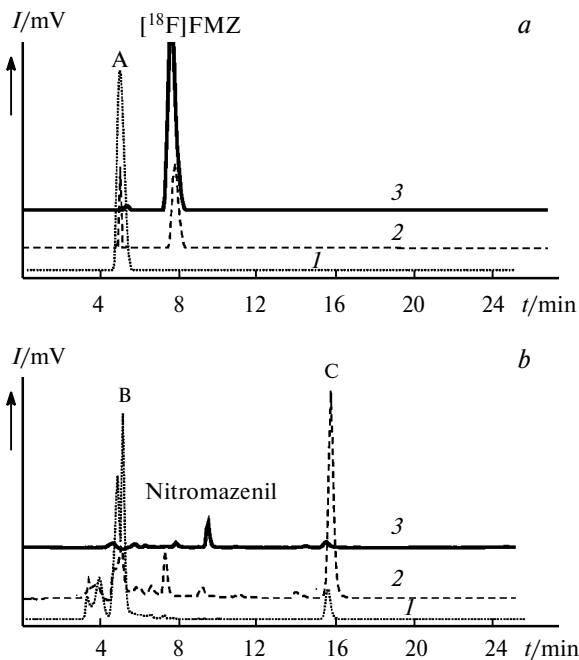 I/mV
[¹⁸F]FMZ
a
A
3
2
1
4 8 12 16 20 24 t/min
I/mV
b
C
B
Nitromazenil
3
2
1
4 8 12 16 20 24 t/min